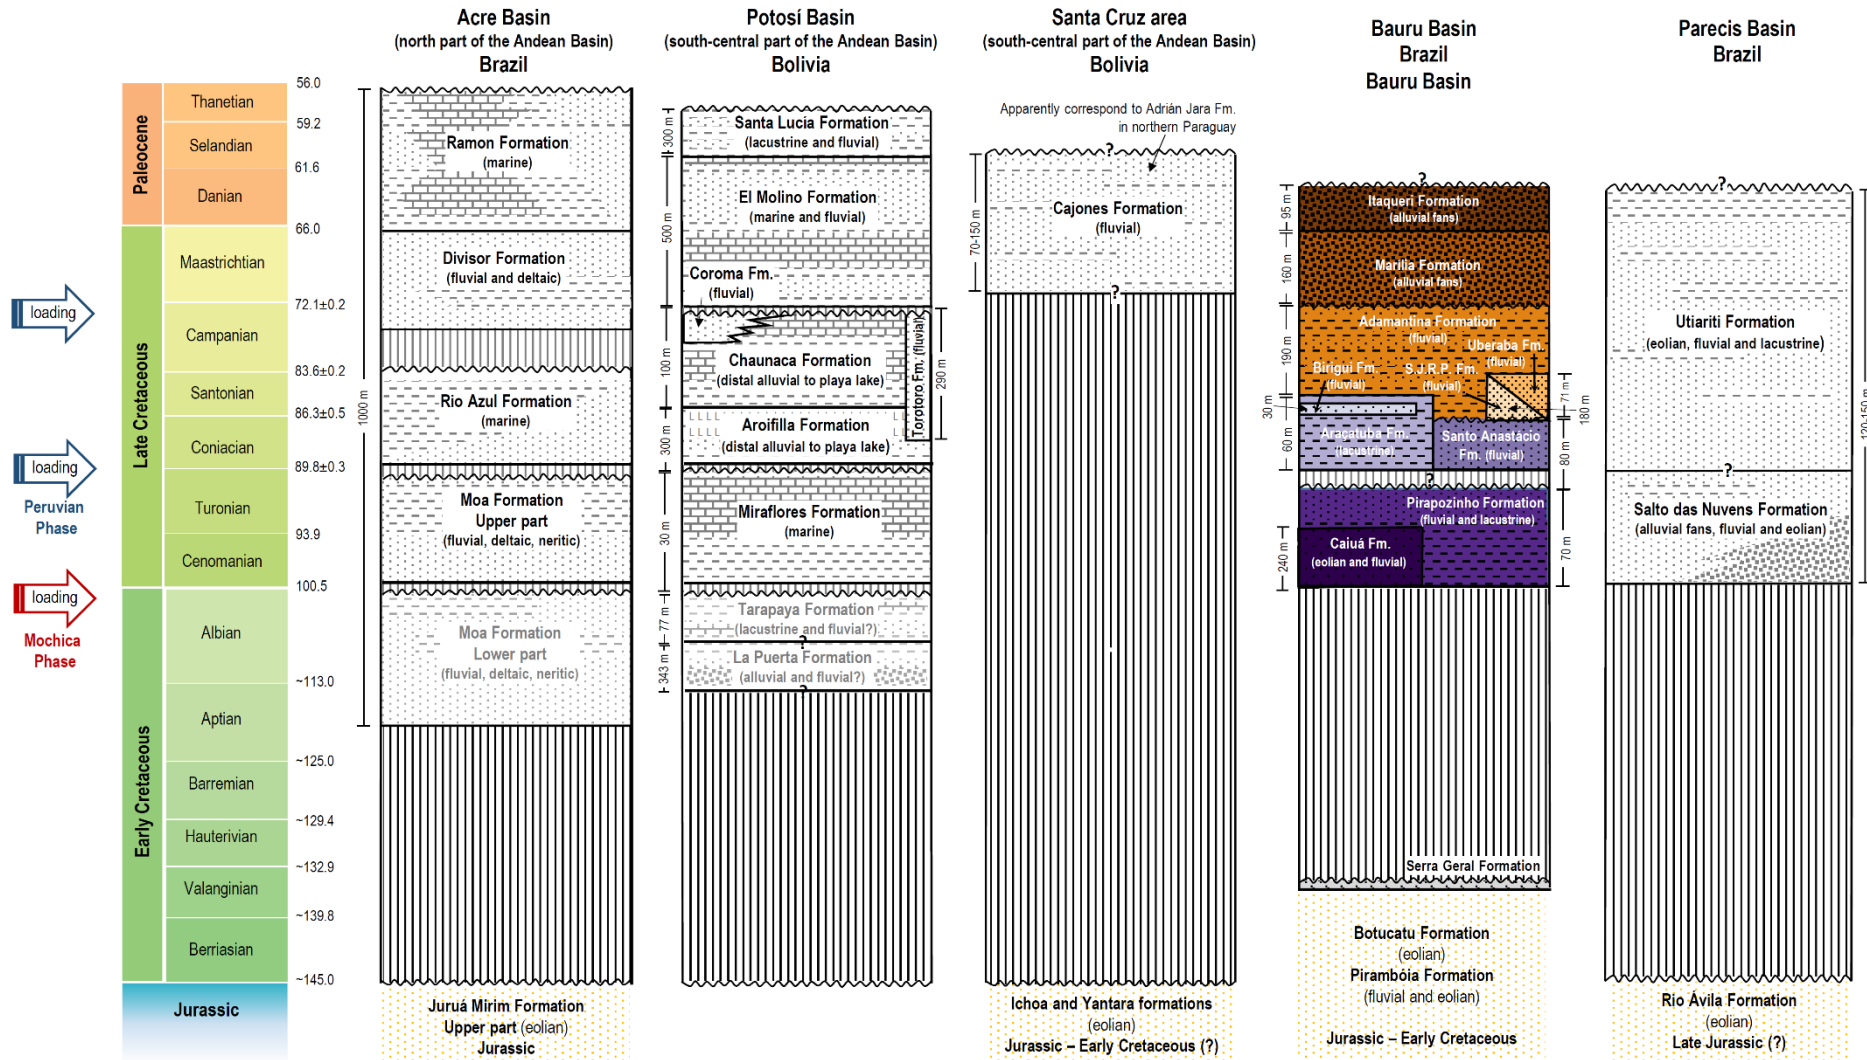 Acre Basin
(north part of the Andean Basin)
Brazil
Potosí Basin
(south-central part of the Andean Basin)
Bolivia
Santa Cruz area
(south-central part of the Andean Basin)
Bolivia
Bauru Basin
Brazil
Bauru Basin
Parecis Basin
Brazil
Paleocene
Late Cretaceous
Early Cretaceous
Thanetian
Selandian
Danian
Maastrichtian
Campanian
Santonian
Coniacian
Turonian
Cenomanian
Albian
Aptian
Barremian
Hauterivian
Valanginian
Berriasian
Jurassic
56.0
59.2
61.6
66.0
72.1±0.2
83.6±0.2
86.3±0.5
89.8±0.3
93.9
100.5
~113.0
~125.0
~129.4
~132.9
~139.8
~145.0
loading
loading
Peruvian
Phase
loading
Mochica
Phase
1000 m
Ramon Formation
(marine)
Divisor Formation
(fluvial and deltaic)
Rio Azul Formation
(marine)
Moa Formation
Upper part
(fluvial, deltaic, neritic)
Moa Formation
Lower part
(fluvial, deltaic, neritic)
Juruá Mirim Formation
Upper part (eolian)
Jurassic
300 m
500 m
100 m
300 m
30 m
77 m
343 m
Santa Lucía Formation
(lacustrine and fluvial)
El Molino Formation
(marine and fluvial)
Coroma Fm.
(fluvial)
Chaunaca Formation
(distal alluvial to playa lake)
Aroifilla Formation
(distal alluvial to playa lake)
Torotoro Fm. (fluvial)
290 m
Miraflores Formation
(marine)
Tarapaya Formation
(lacustrine and fluvial?)
?
La Puerta Formation
(alluvial and fluvial?)
?
Apparently correspond to Adrián Jara Fm.
in northern Paraguay
?
70-150 m
Cajones Formation
(fluvial)
?
Ichoa and Yantara formations
(eolian)
Jurassic – Early Cretaceous (?)
?
95 m
Itaqueri Formation
(alluvial fans)
160 m
Marília Formation
(alluvial fans)
190 m
Adamantina Formation
(fluvial)
Uberaba Fm.
(fluvial)
Birigui Fm.
(fluvial)
S.J.R.P. Fm.
(fluvial)
71 m
180 m
30 m
60 m
Araçatuba Fm.
(lacustrine)
Santo Anastácio
Fm. (fluvial)
80 m
?
Pirapozinho Formation
(fluvial and lacustrine)
Caiuá Fm.
(eolian and fluvial)
240 m
70 m
Serra Geral Formation
Botucatu Formation
(eolian)
Pirambóia Formation
(fluvial and eolian)
Jurassic – Early Cretaceous
?
Utiariti Formation
(eolian, fluvial and lacustrine)
?
Salto das Nuvens Formation
(alluvial fans, fluvial and eolian)
120-150 m
Rio Ávila Formation
(eolian)
Late Jurassic (?)